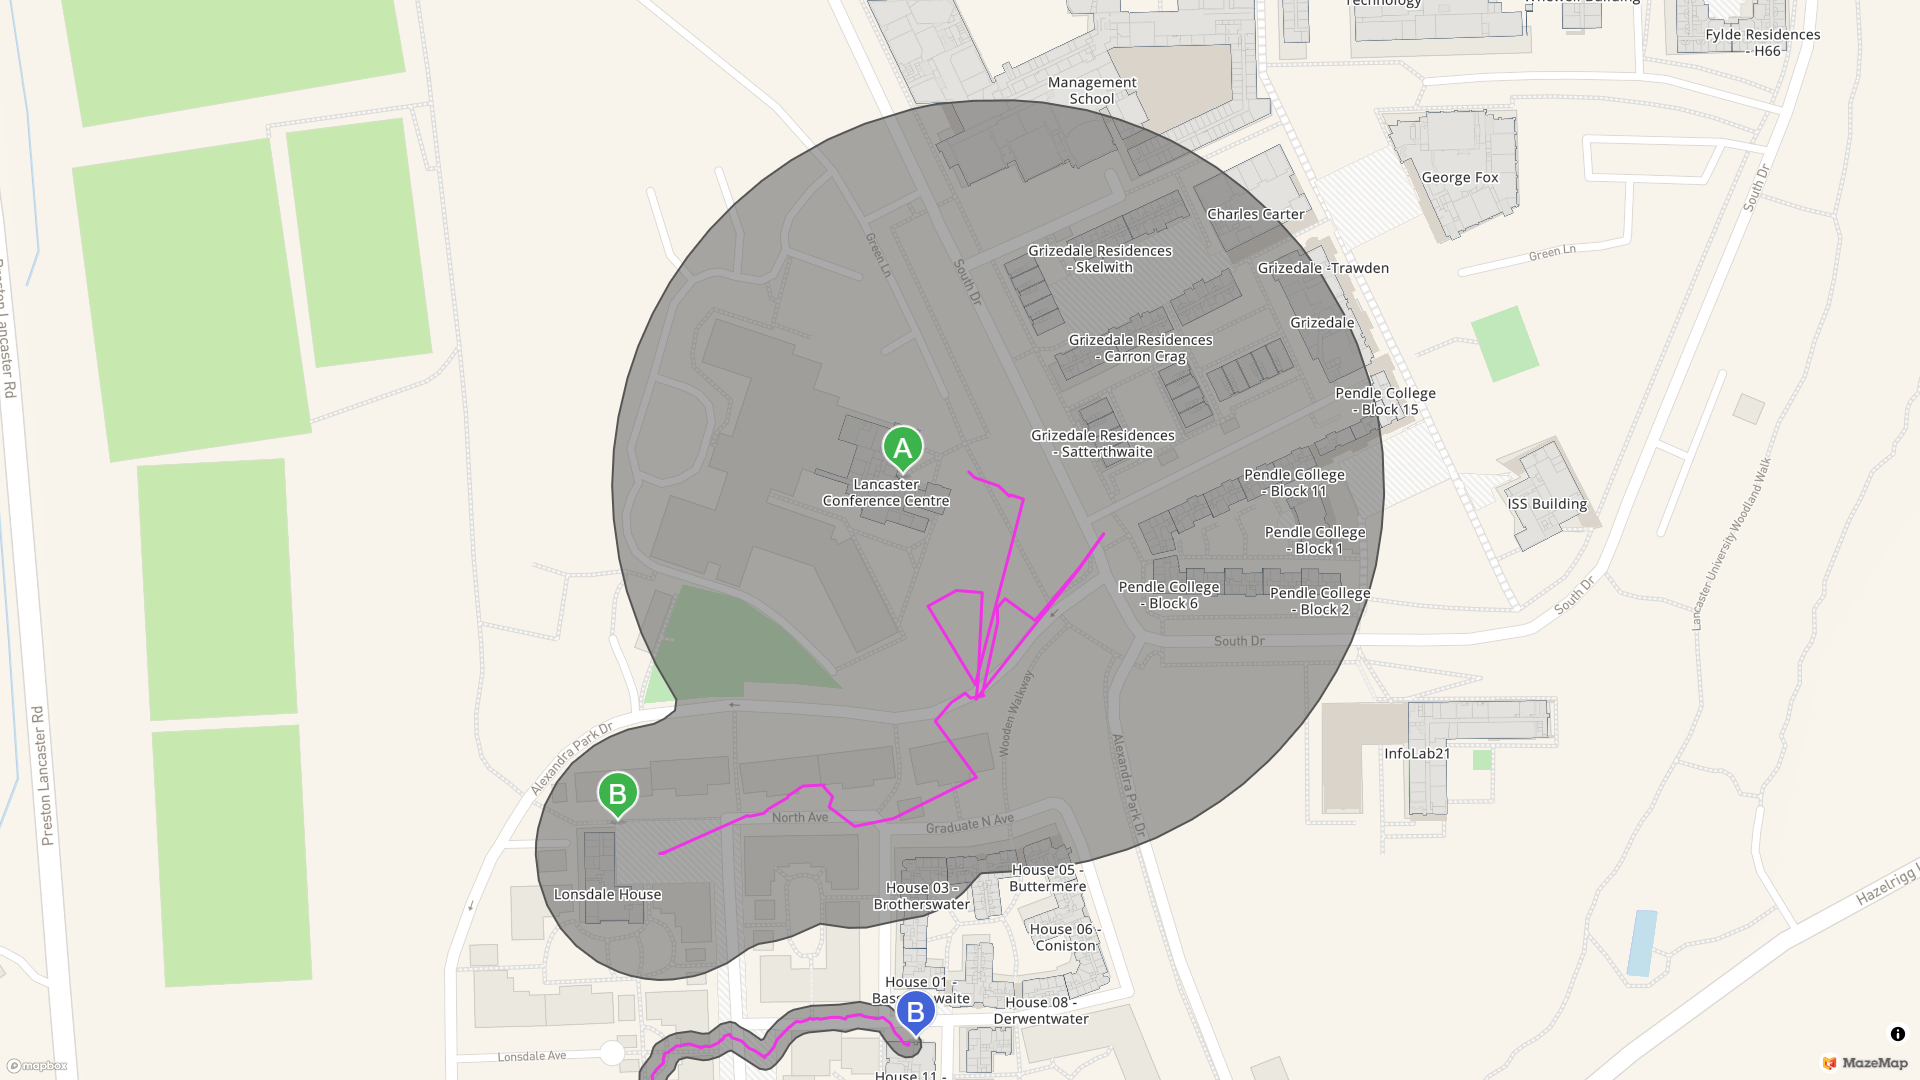 Technology
Fylde Residences
- H66
Management
School
George Fox
South Dr
Charles Carter
Green Ln
Grizedale Residences
- Skelwith
Green Ln
Grizedale -Trawden
South Dr
Grizedale
Grizedale Residences
- Carron Crag
Preston Lancaster Rd
Pendle College
- Block 15
Grizedale Residences
- Satterthwaite
A
Lancaster
Conference Centre
Pendle College
- Block 11
ISS Building
Pendle College
- Block 1
Lancaster University Woodland Walk
Pendle College
- Block 6
Pendle College
- Block 2
South Dr
South Dr
Wooden Walkway
Alexandra Park Dr
InfoLab21
Alexandra Park Dr
Preston Lancaster Rd
B
North Ave
Graduate N Ave
House 05 -
Buttermere
Lonsdale House
House 03 -
Brotherswater
Hazelrigg
House 06 -
Coniston
House 01 -
B
House 08 -
Derwentwater
Lonsdale Ave
House 11 -
mapbox
MazeMap